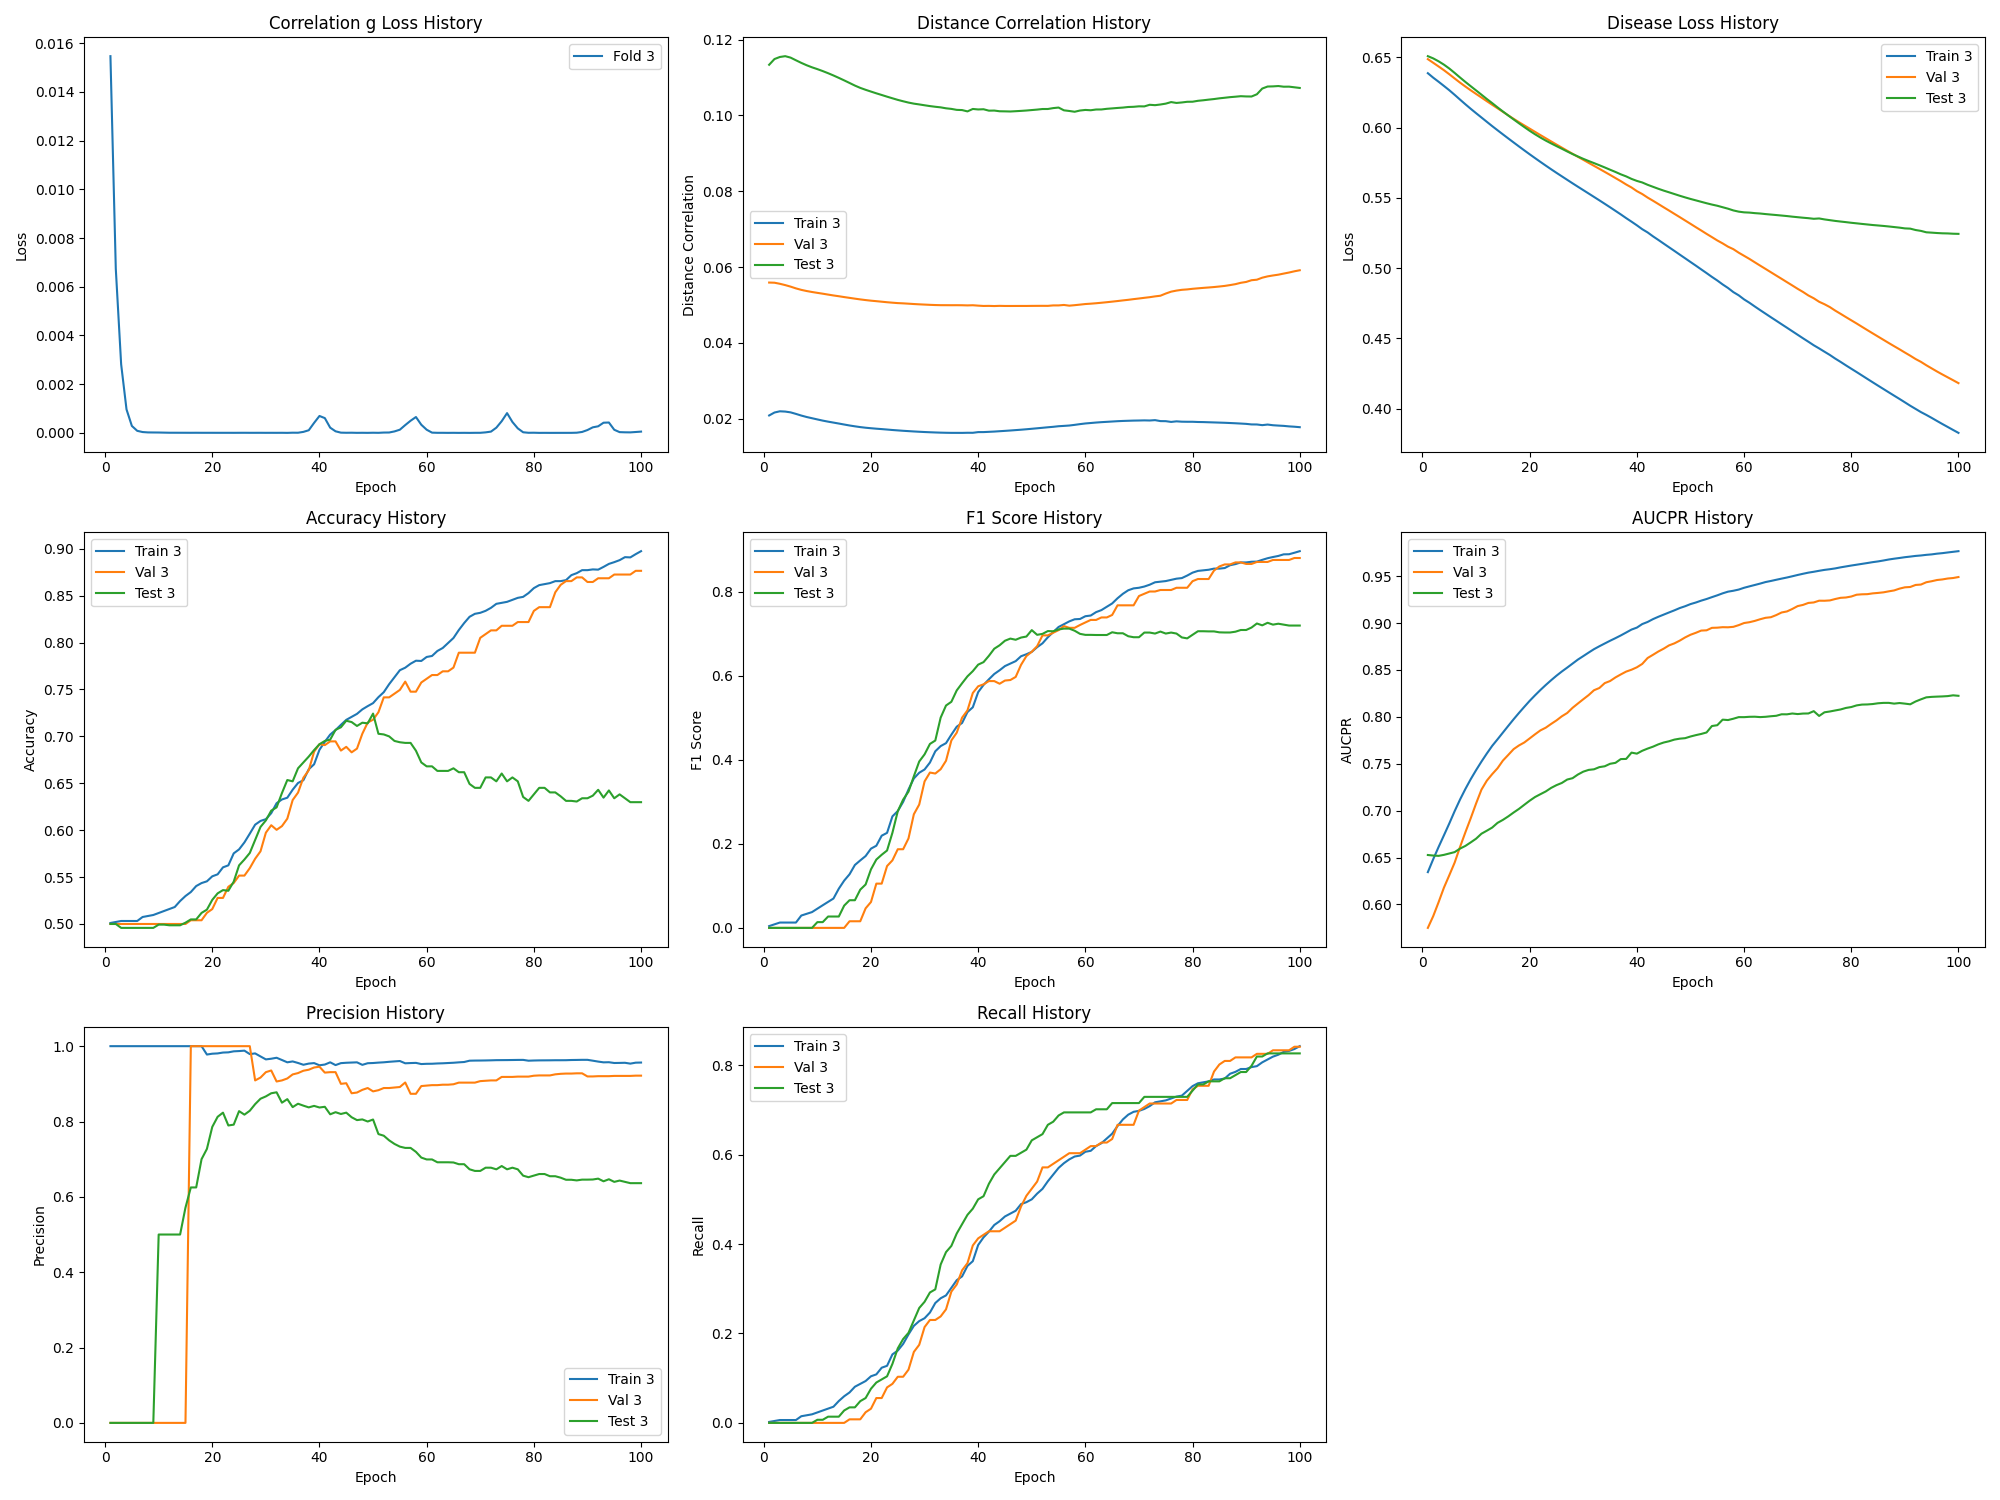 Correlation g Loss History
Loss
0.016
0.014
0.012
0.010
0.008
0.006
0.004
0.002
0.000
Fold 3
0 20 40 60 80 100
Epoch
Distance Correlation History
Distance Correlation
0.12
0.10
0.08
0.06
0.04
0.02
Train 3
Val 3
Test 3
0 20 40 60 80 100
Epoch
Disease Loss History
Loss
0.65
0.60
0.55
0.50
0.45
0.40
Train 3
Val 3
Test 3
0 20 40 60 80 100
Epoch
Accuracy History
Accuracy
0.90
0.85
0.80
0.75
0.70
0.65
0.60
0.55
0.50
Train 3
Val 3
Test 3
0 20 40 60 80 100
Epoch
F1 Score History
F1 Score
0.8
0.6
0.4
0.2
0.0
Train 3
Val 3
Test 3
0 20 40 60 80 100
Epoch
AUCPR History
AUCPR
0.95
0.90
0.85
0.80
0.75
0.70
0.65
0.60
Train 3
Val 3
Test 3
0 20 40 60 80 100
Epoch
Precision History
Precision
1.0
0.8
0.6
0.4
0.2
0.0
Train 3
Val 3
Test 3
0 20 40 60 80 100
Epoch
Recall History
Recall
0.8
0.6
0.4
0.2
0.0
Train 3
Val 3
Test 3
0 20 40 60 80 100
Epoch